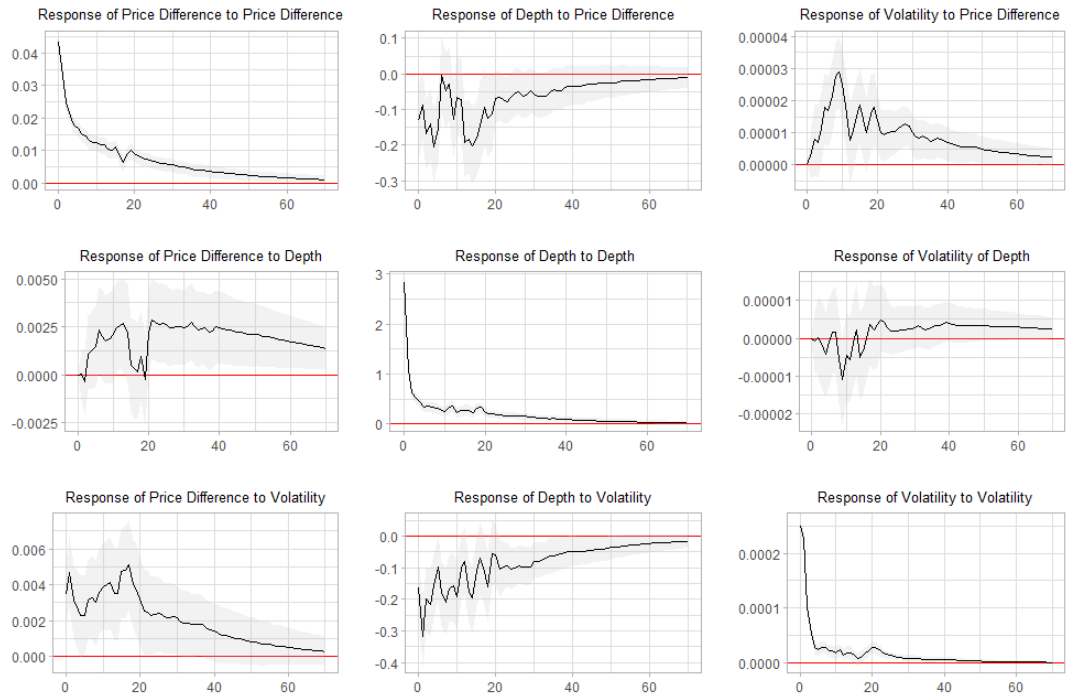 Response of Price Difference to Price Difference
0.04
0.03
0.02
0.01
0.00
0 20 40 60
Response of Depth to Price Difference
0.1
0.0
-0.1
-0.2
-0.3
0 20 40 60
Response of Volatility to Price Difference
0.00004
0.00003
0.00002
0.00001
0.00000
0 20 40 60
Response of Price Difference to Depth
0.0050
0.0025
0.0000
-0.0025
0 20 40 60
Response of Depth to Depth
3
2
1
0
0 20 40 60
Response of Volatility of Depth
0.00001
0.00000
-0.00001
-0.00002
0 20 40 60
Response of Price Difference to Volatility
0.006
0.004
0.002
0.000
0 20 40 60
Response of Depth to Volatility
0.0
-0.1
-0.2
-0.3
-0.4
0 20 40 60
Response of Volatility to Volatility
0.0002
0.0001
0.0000
0 20 40 60